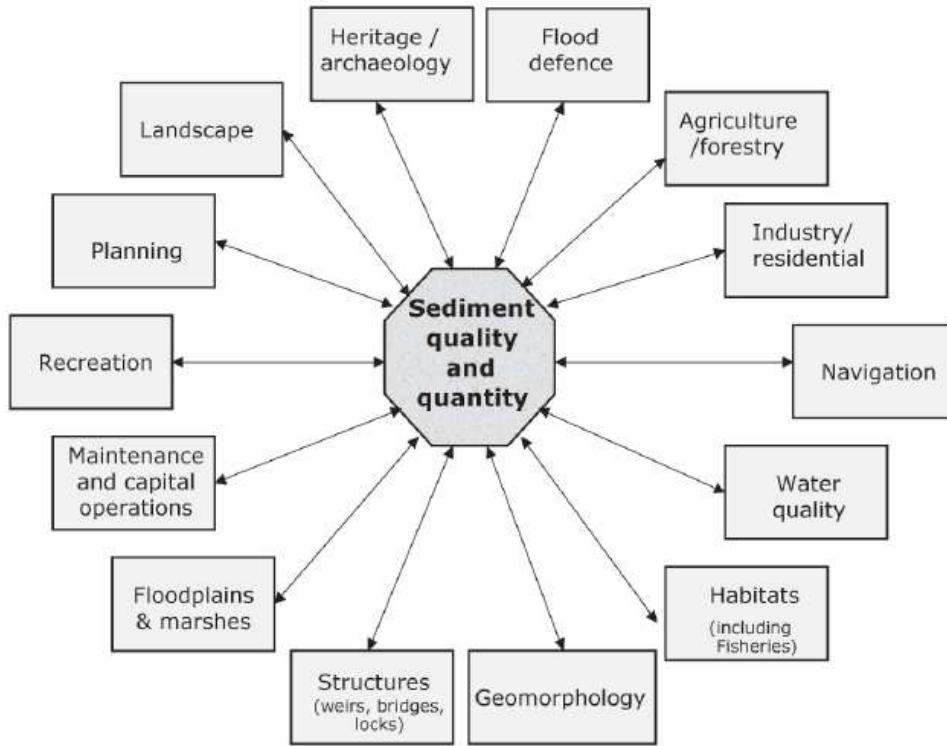 Heritage /
archaeology
Flood
defence
Landscape
Agriculture
/forestry
Planning
Industry/
residential
Sediment
quality
and
quantity
Recreation
Navigation
Maintenance
and capital
operations
Water
quality
Floodplains
& marshes
Habitats
(including
Fisheries)
Structures
(weirs, bridges,
locks)
Geomorphology